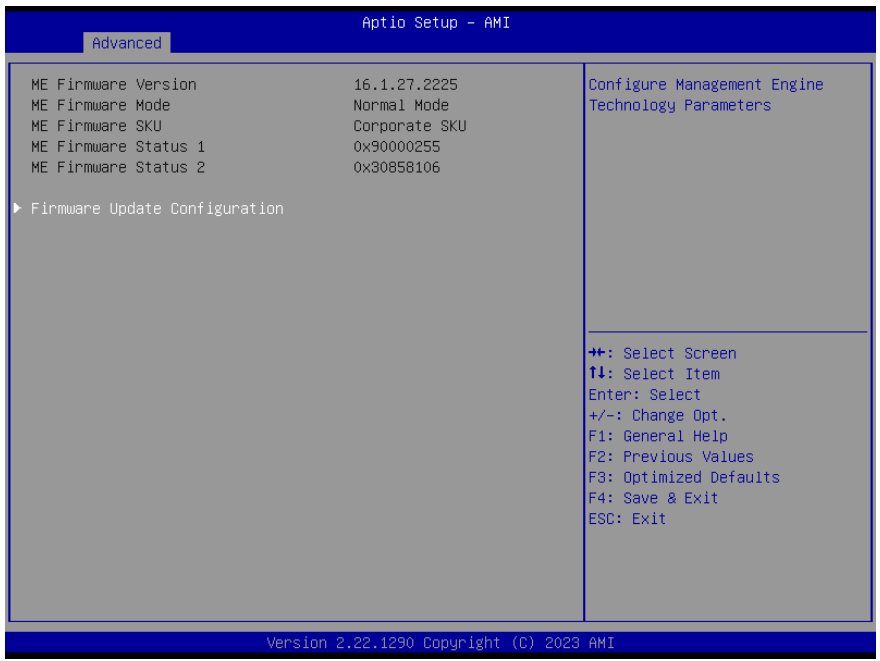 Aptio Setup – AMI
Advanced
ME Firmware Version 16.1.27.2225
ME Firmware Mode Normal Mode
ME Firmware SKU Corporate SKU
ME Firmware Status 1 0x90000255
ME Firmware Status 2 0x30858106
▶ Firmware Update Configuration
Configure Management Engine
Technology Parameters
→←: Select Screen
↑↓: Select Item
Enter: Select
+/-: Change Opt.
F1: General Help
F2: Previous Values
F3: Optimized Defaults
F4: Save & Exit
ESC: Exit
Version 2.22.1290 Copyright (C) 2023 AMI